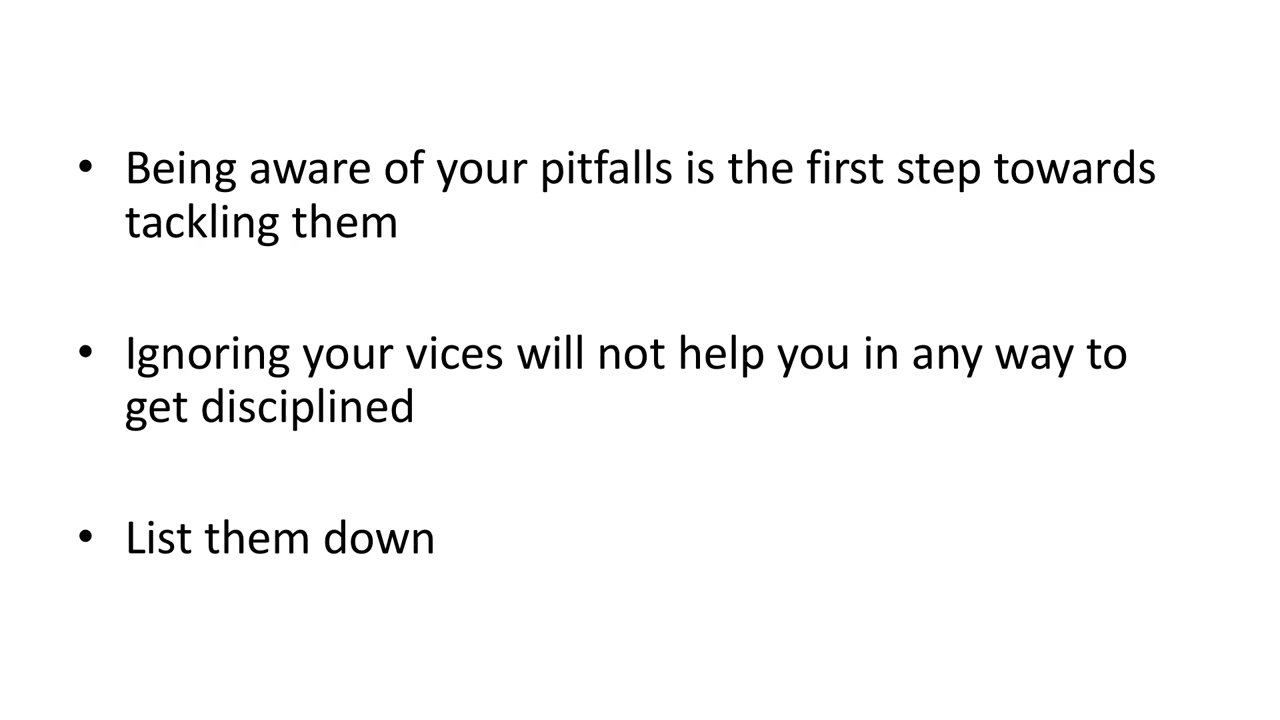 • Being aware of your pitfalls is the first step towards
tackling them
• Ignoring your vices will not help you in any way to
get disciplined
• List them down